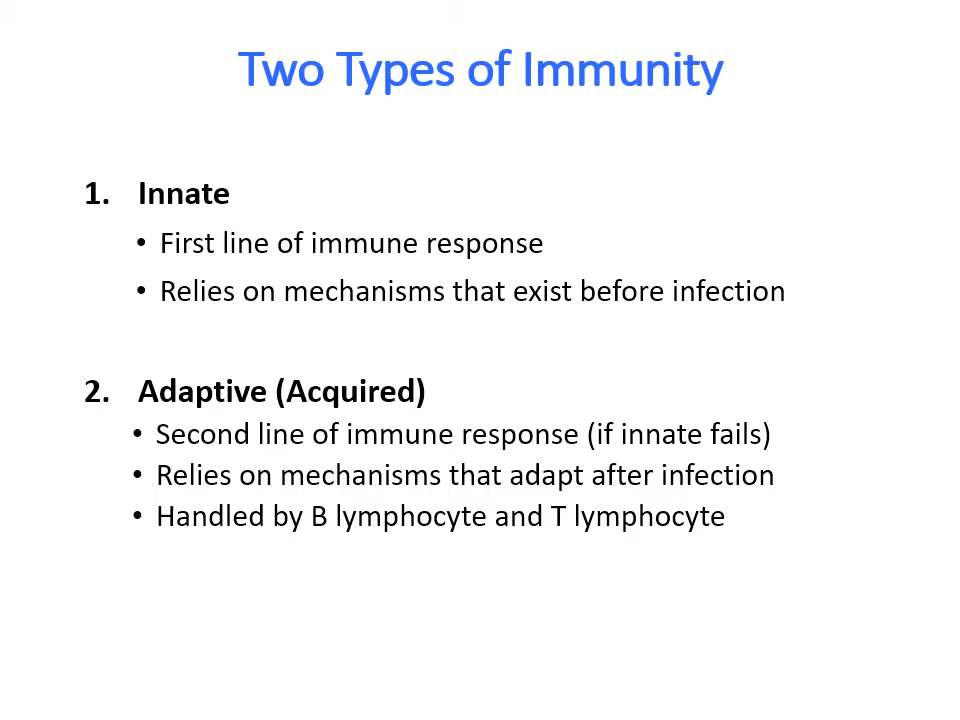 Two Types of Immunity
1. Innate
• First line of immune response
• Relies on mechanisms that exist before infection
2. Adaptive (Acquired)
• Second line of immune response (if innate fails)
• Relies on mechanisms that adapt after infection
• Handled by B lymphocyte and T lymphocyte